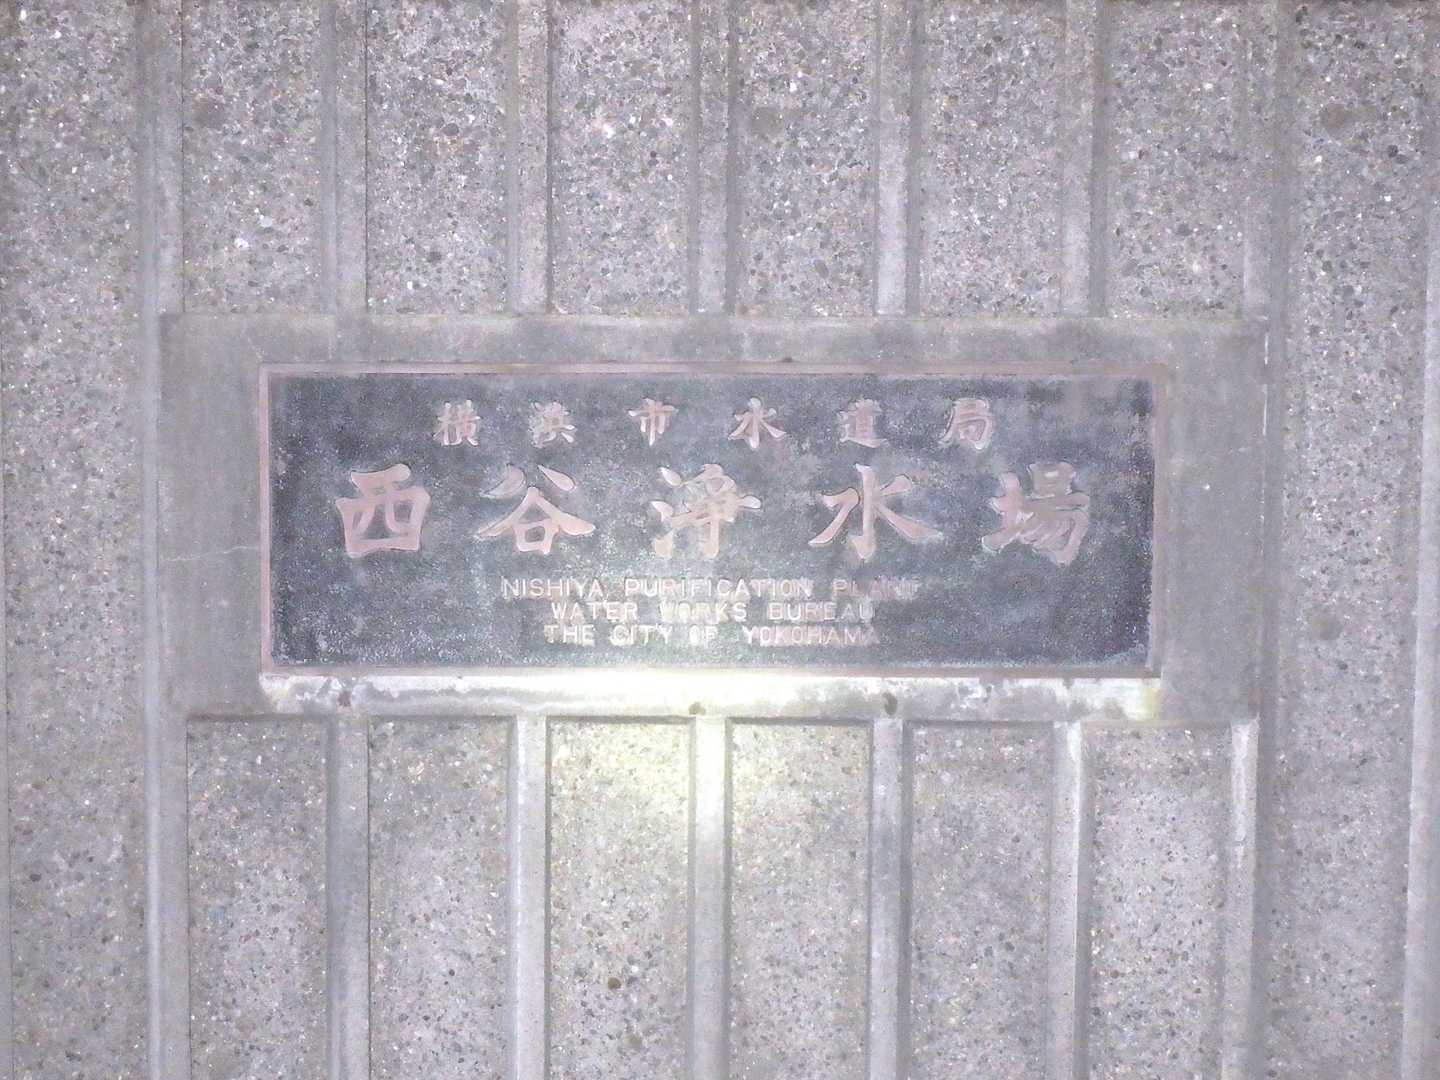 横浜市水道局
西谷浄水場
NISHIYA PURIFICATION PLANT
WATER WORKS BUREAU
THE CITY OF YOKOHAMA